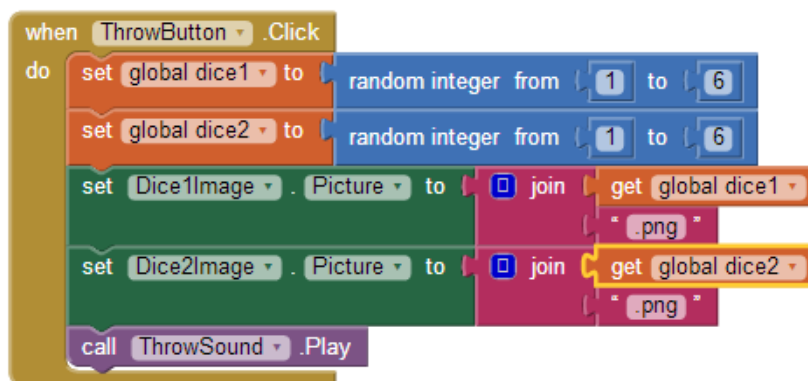 when ThrowButton .Click
do set global dice1 to random integer from 1 to 6
set global dice2 to random integer from 1 to 6
set Dice1Image . Picture to join get global dice1
" .png "
set Dice2Image . Picture to join get global dice2
" .png "
call ThrowSound .Play